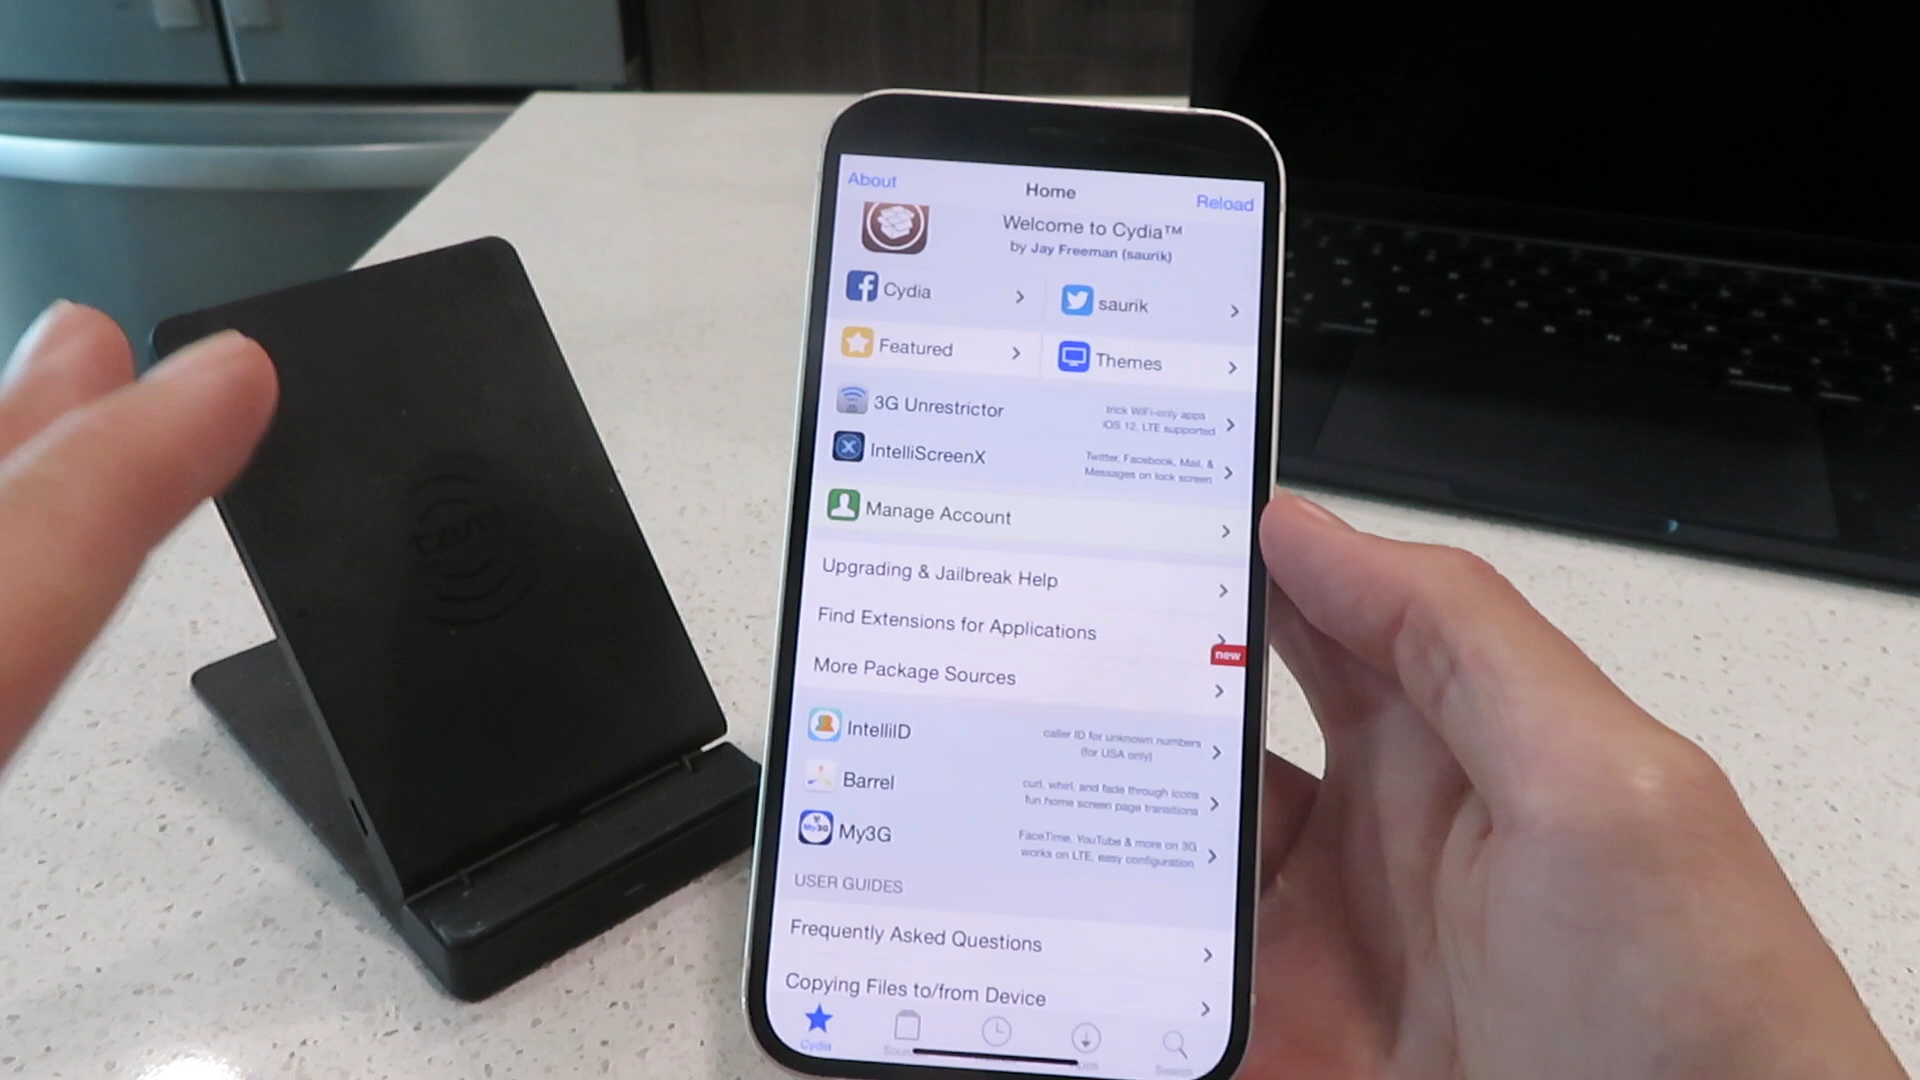 About
Home
Reload
Welcome to Cydia™
by Jay Freeman (saurik)
Cydia
saurik
Featured
Themes
3G Unrestrictor
trick WiFi-only apps
iOS 12, LTE supported
IntelliScreenX
Twitter, Facebook, Mail, &
Messages on lock screen
Manage Account
Upgrading & Jailbreak Help
Find Extensions for Applications
new
More Package Sources
IntelliID
caller ID for unknown numbers
(for USA only)
Barrel
curl, whirl, and fade through icons
fun home screen page transitions
My3G
My3G
FaceTime, YouTube & more on 3G
works on LTE, easy configuration
USER GUIDES
Frequently Asked Questions
Copying Files to/from Device
Cydia
Search